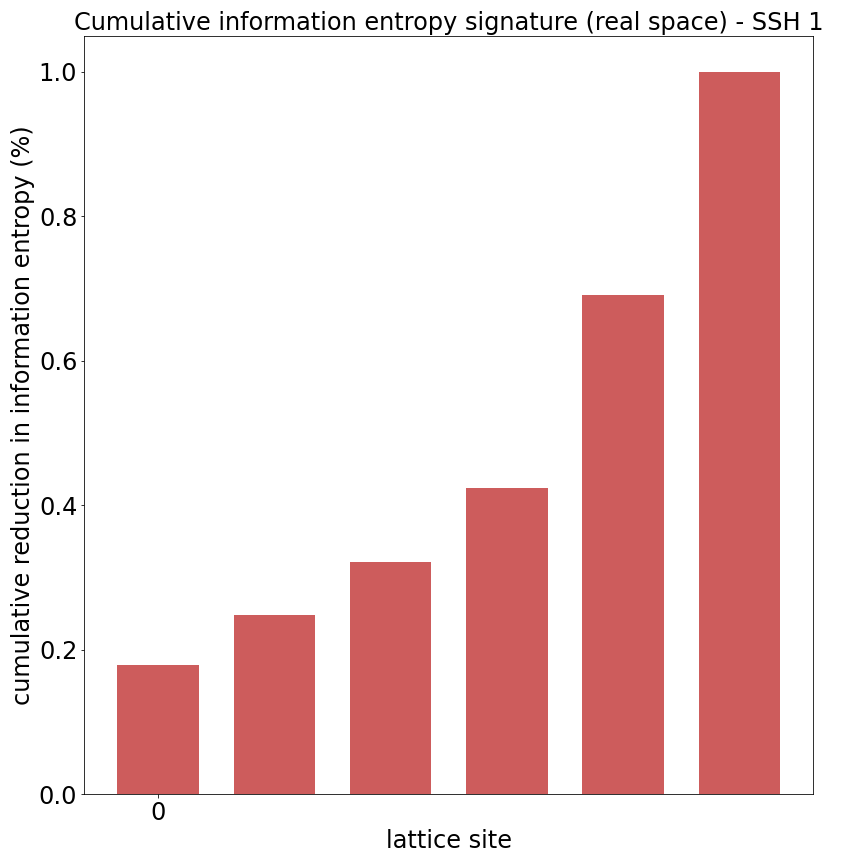 Cumulative information entropy signature (real space) - SSH 1
cumulative reduction in information entropy (%)
1.0
0.8
0.6
0.4
0.2
0.0
0
lattice site